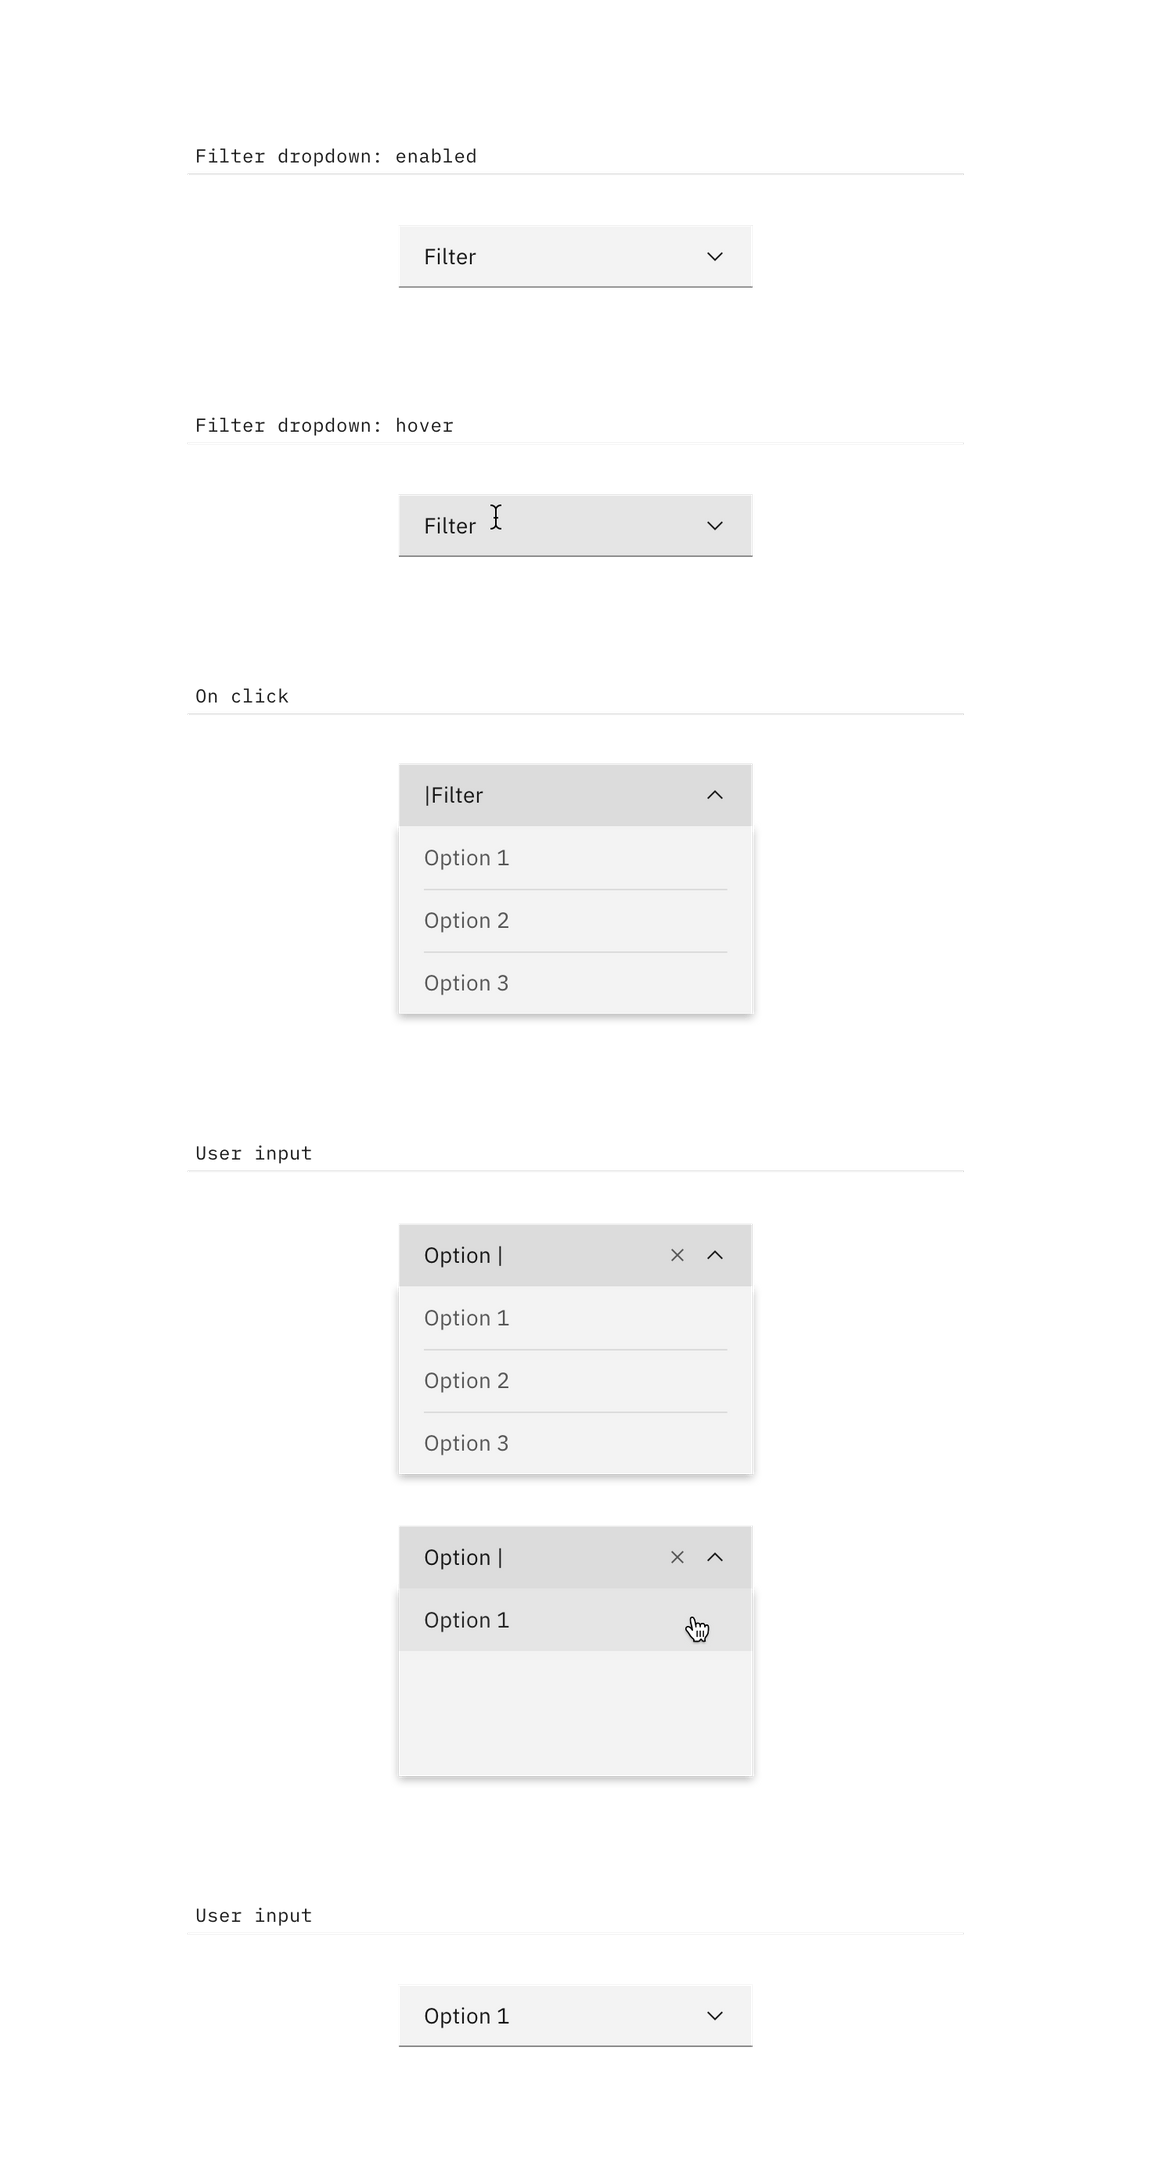 Filter dropdown: enabled
Filter
Filter dropdown: hover
Filter
On click
|Filter
Option 1
Option 2
Option 3
User input
Option |
Option 1
Option 2
Option 3
Option |
Option 1
User input
Option 1